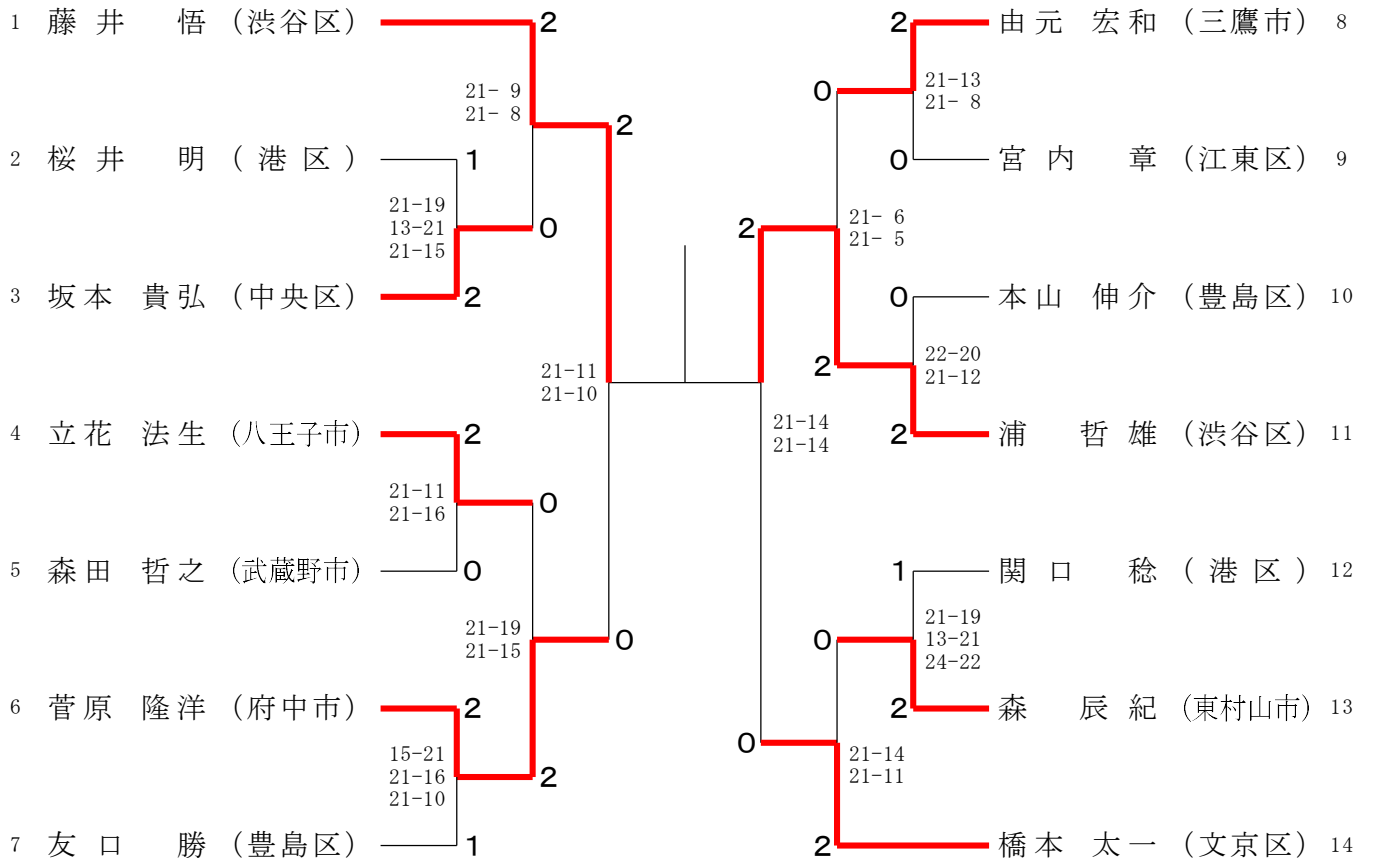 1 藤井 悟 (渋谷区) 2
21- 9
21- 8
2
2 桜井 明 (港区) 1
21-19
13-21
21-15
0
3 坂本 貴弘 (中央区) 2
21-11
21-10
4 立花 法生 (八王子市) 2
21-11
21-16
0
5 森田 哲之 (武蔵野市) 0
21-19
21-15
0
6 菅原 隆洋 (府中市) 2
15-21
21-16
21-10
2
7 友口 勝 (豊島区) 1
2 由元 宏和 (三鷹市) 8
0
21-13
21- 8
0 宮内 章 (江東区) 9
2
21- 6
21- 5
0 本山 伸介 (豊島区) 10
2
22-20
21-12
2 浦 哲雄 (渋谷区) 11
21-14
21-14
1 関口 稔 (港区) 12
0
21-19
13-21
24-22
2 森 辰紀 (東村山市) 13
0
21-14
21-11
2 橋本 太一 (文京区) 14